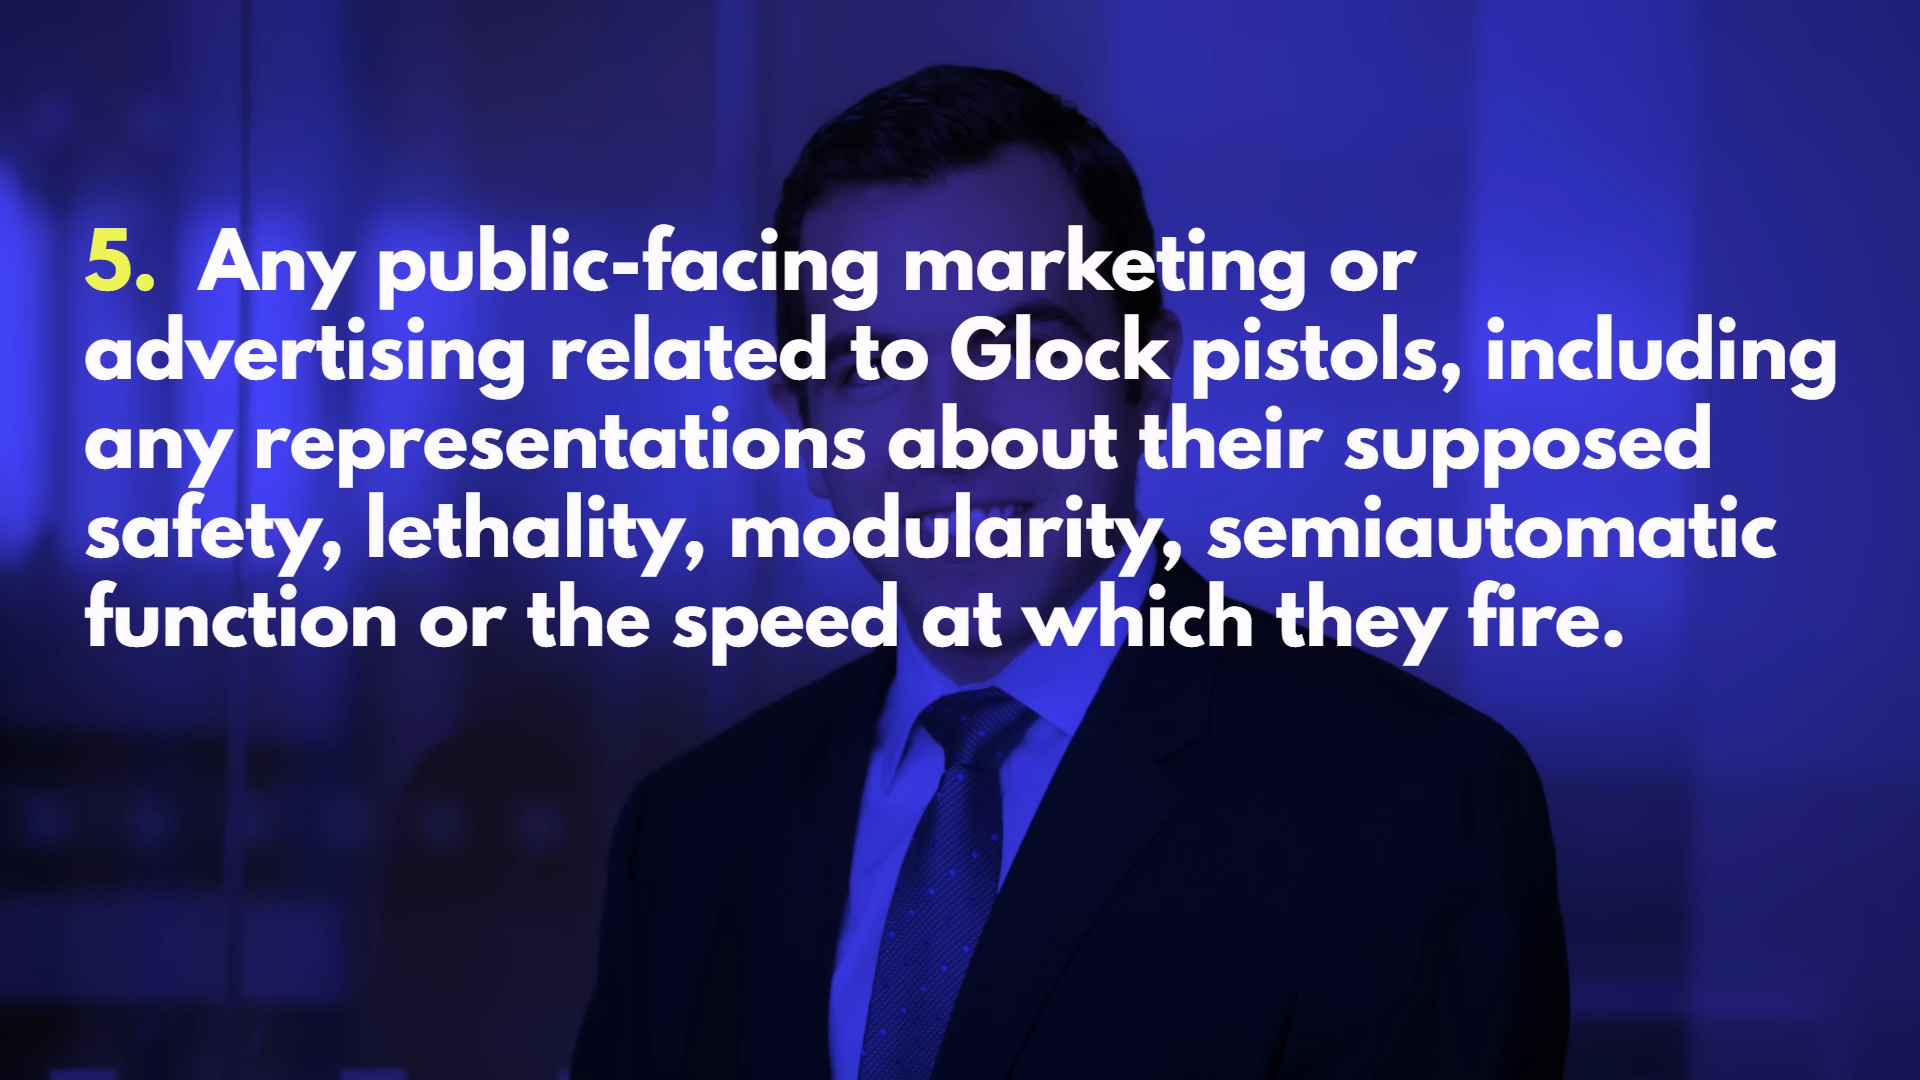 5. Any public-facing marketing or
advertising related to Glock pistols, including
any representations about their supposed
safety, lethality, modularity, semiautomatic
function or the speed at which they fire.